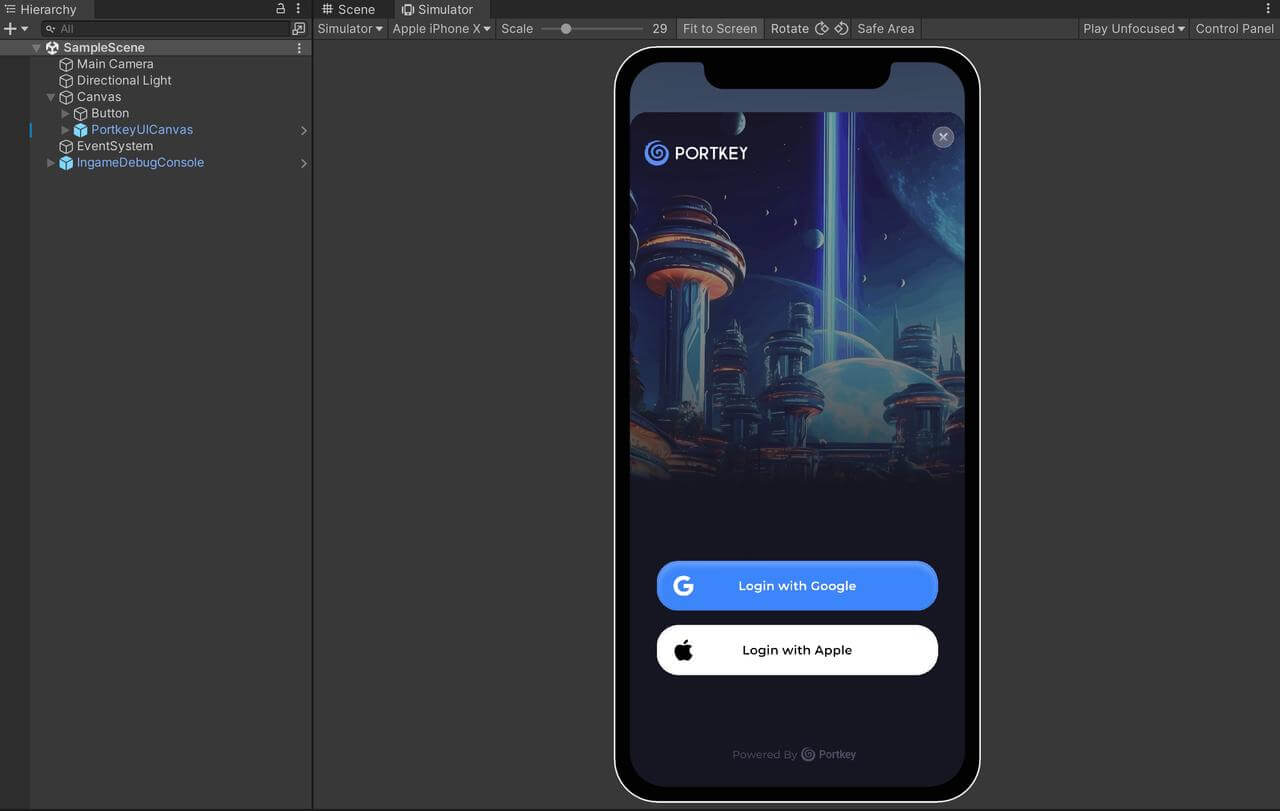 Hierarchy
All
SampleScene
Main Camera
Directional Light
Canvas
Button
PortkeyUICanvas
EventSystem
IngameDebugConsole
Scene Simulator
Simulator Apple iPhone X Scale 29 Fit to Screen Rotate Safe Area Play Unfocused Control Panel
PORTKEY
G Login with Google
Login with Apple
Powered By Portkey